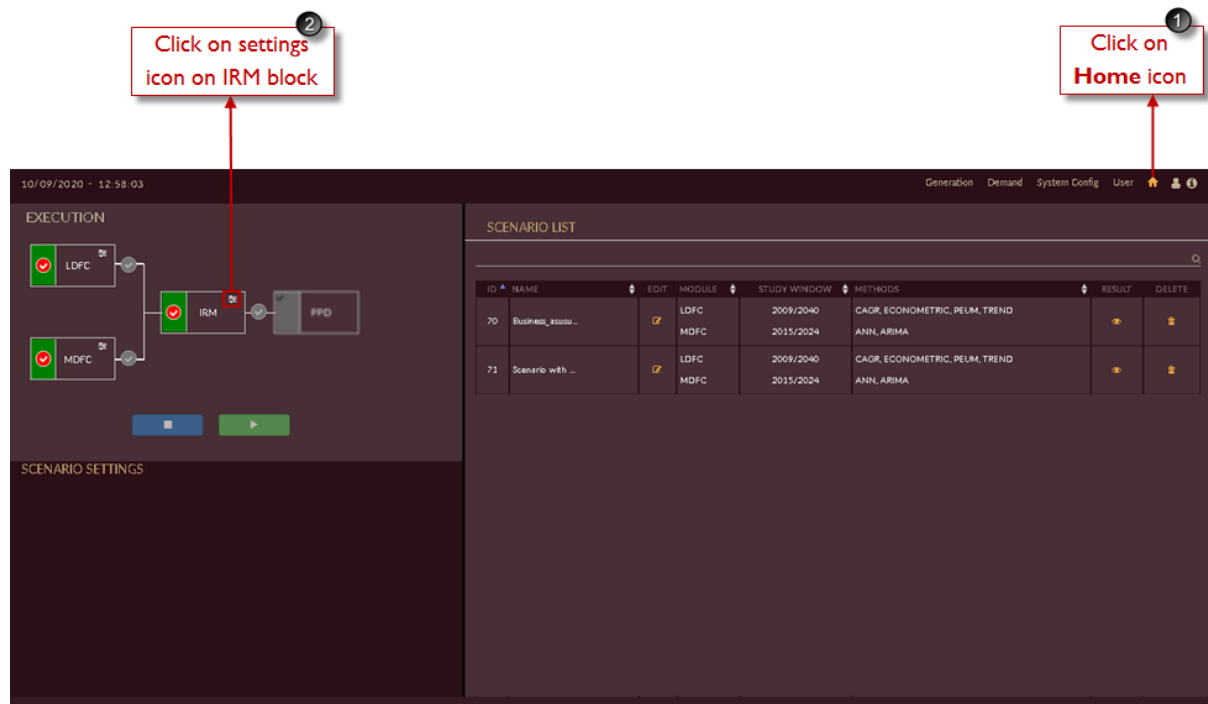 2
Click on settings
icon on IRM block
1
Click on
Home icon
10/09/2020 - 12:58:03
Generation Demand System Config User
EXECUTION
LDFC
IRM
PPD
MDFC
SCENARIO SETTINGS
SCENARIO LIST
ID NAME EDIT MODULE STUDY WINDOW METHODS RESULT DELETE
LDFC 2009/2040 CAGR, ECONOMETRIC, PEUM, TREND
70 Business_asusu...
MDFC 2015/2024 ANN, ARIMA
LDFC 2009/2040 CAGR, ECONOMETRIC, PEUM, TREND
71 Scenario with ...
MDFC 2015/2024 ANN, ARIMA